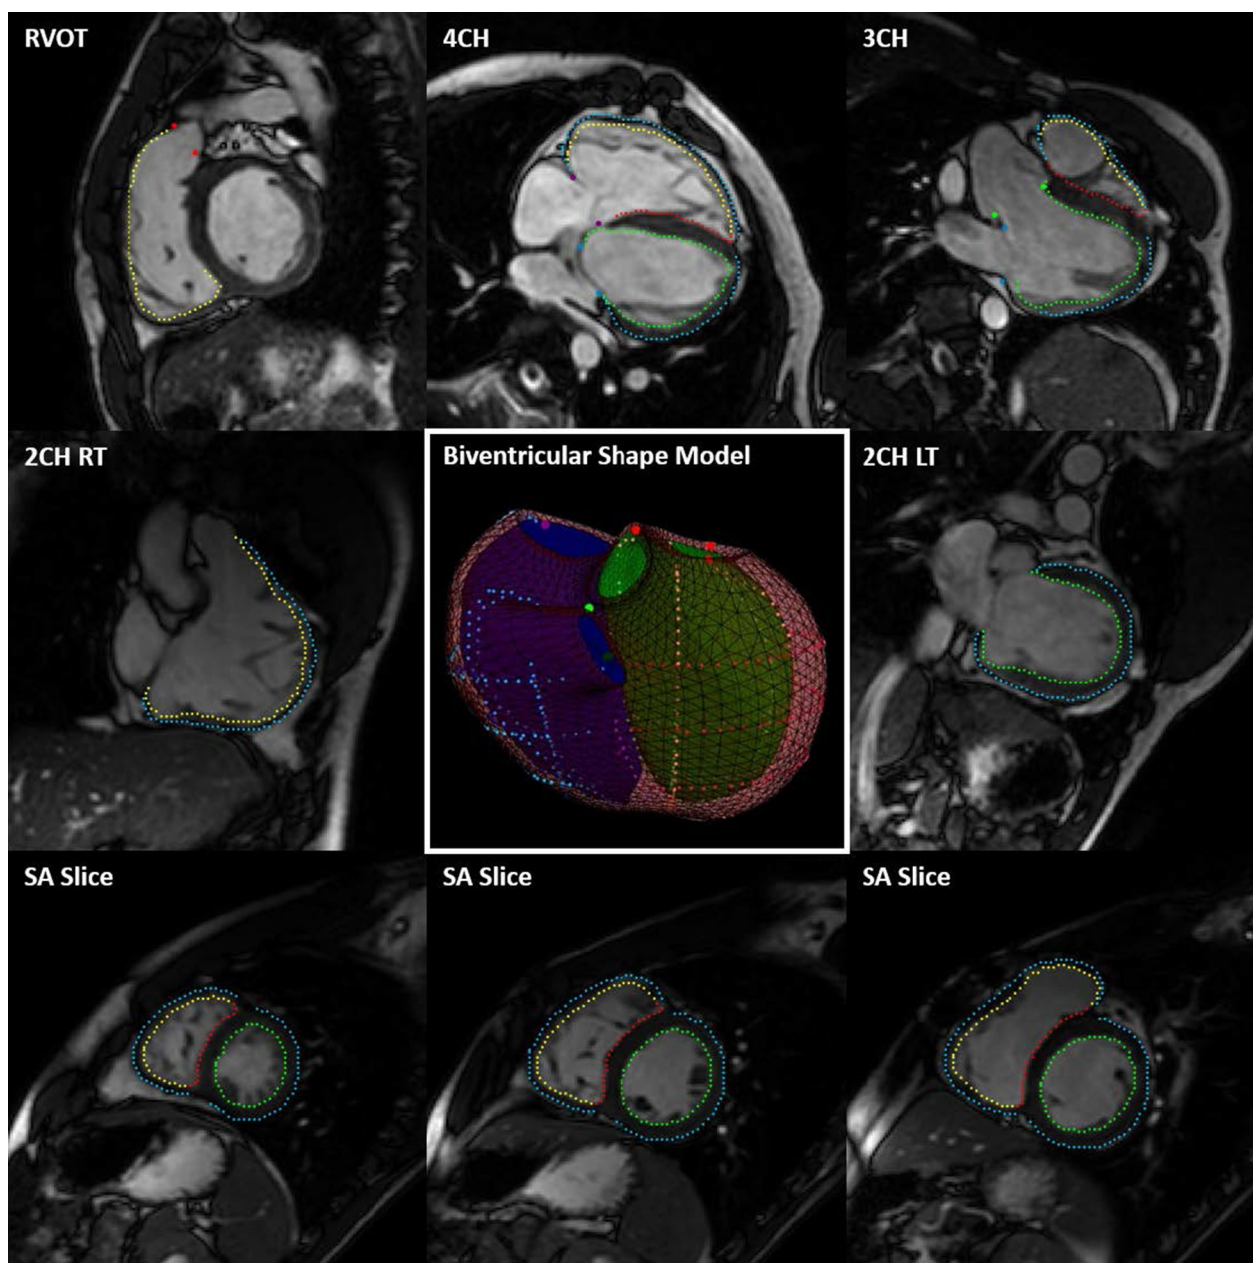 RVOT
4CH
3CH
2CH RT
Biventricular Shape Model
2CH LT
SA Slice
SA Slice
SA Slice